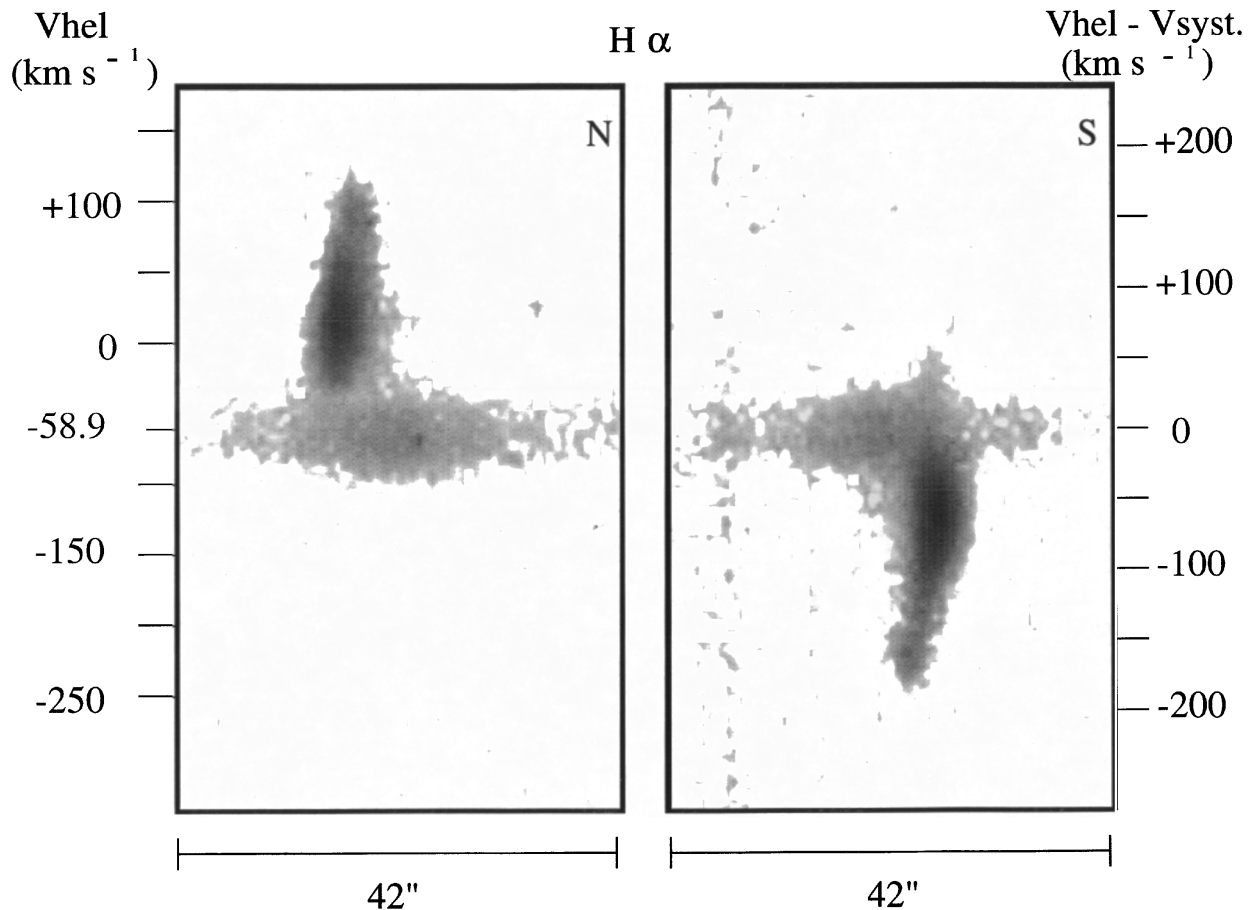 Vhel
(km s ⁻¹)
H α
Vhel - Vsyst.
(km s ⁻¹)
N
S
+100
0
-58.9
-150
-250
+200
+100
0
-100
-200
42"
42"